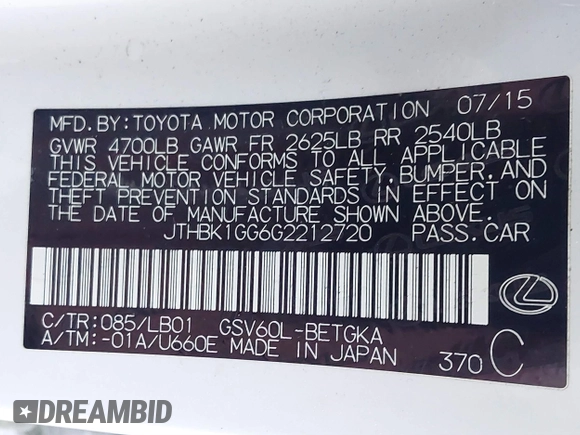 MFD.BY:TOYOTA MOTOR CORPORATION 07/15
GVWR 4700LB GAWR FR 2625LB RR 2540LB
THIS VEHICLE CONFORMS TO ALL APPLICABLE
FEDERAL MOTOR VEHICLE SAFETY,BUMPER,AND
THEFT PREVENTION STANDARDS IN EFFECT ON
THE DATE OF MANUFACTURE SHOWN ABOVE.
JTHBK1GG6G2212720 PASS.CAR
C/TR:085/LB01 GSV60L-BETGKA
A/TM:-01A/U660E MADE IN JAPAN 370 C
DREAMBID